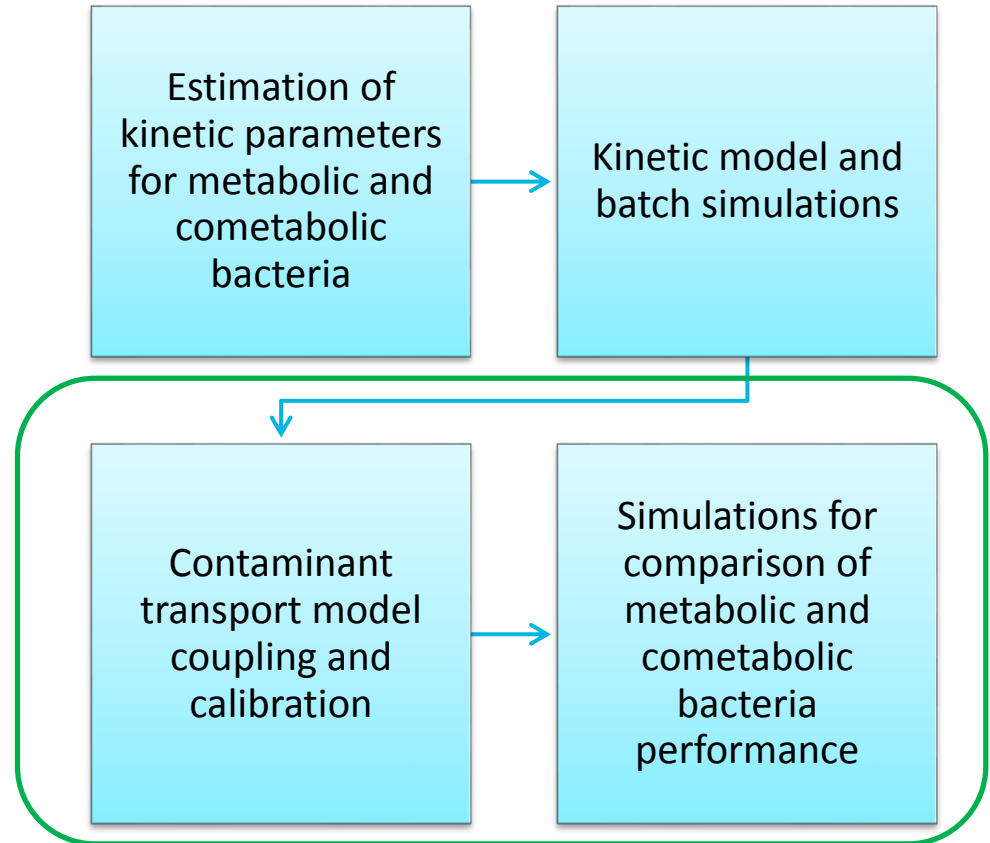 Estimation of
kinetic parameters
for metabolic and
cometabolic
bacteria
Kinetic model and
batch simulations
Contaminant
transport model
coupling and
calibration
Simulations for
comparison of
metabolic and
cometabolic
bacteria
performance